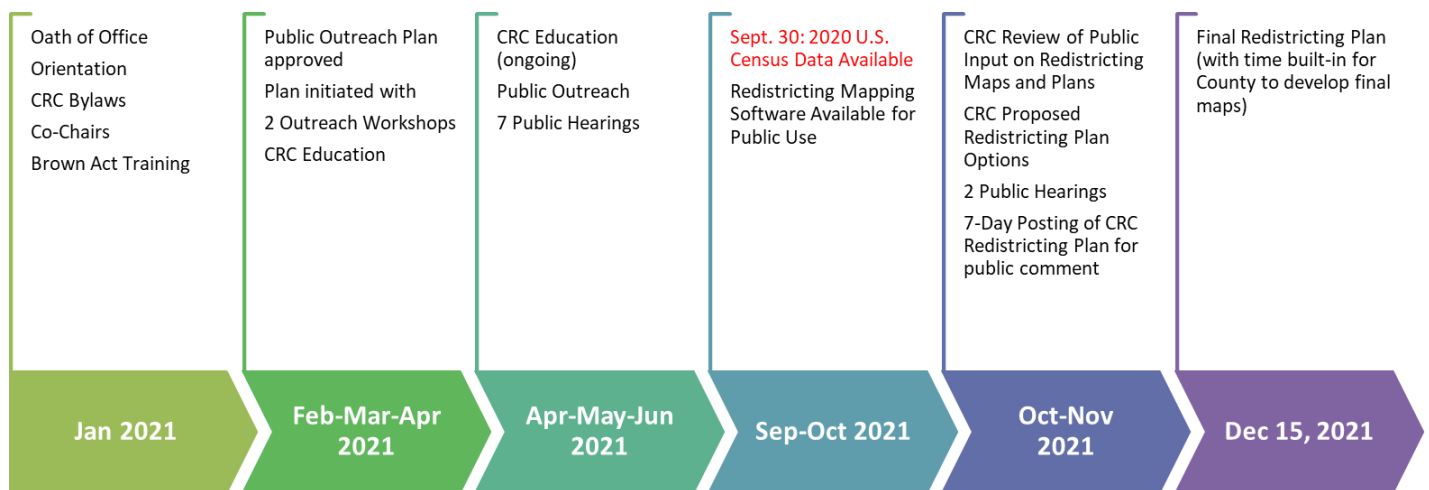 Oath of Office
Orientation
CRC Bylaws
Co-Chairs
Brown Act Training
Jan 2021
Public Outreach Plan
approved
Plan initiated with
2 Outreach Workshops
CRC Education
Feb-Mar-Apr
2021
CRC Education
(ongoing)
Public Outreach
7 Public Hearings
Apr-May-Jun
2021
Sept. 30: 2020 U.S.
Census Data Available
Redistricting Mapping
Software Available for
Public Use
Sep-Oct 2021
CRC Review of Public
Input on Redistricting
Maps and Plans
CRC Proposed
Redistricting Plan
Options
2 Public Hearings
7-Day Posting of CRC
Redistricting Plan for
public comment
Oct-Nov
2021
Final Redistricting Plan
(with time built-in for
County to develop final
maps)
Dec 15, 2021